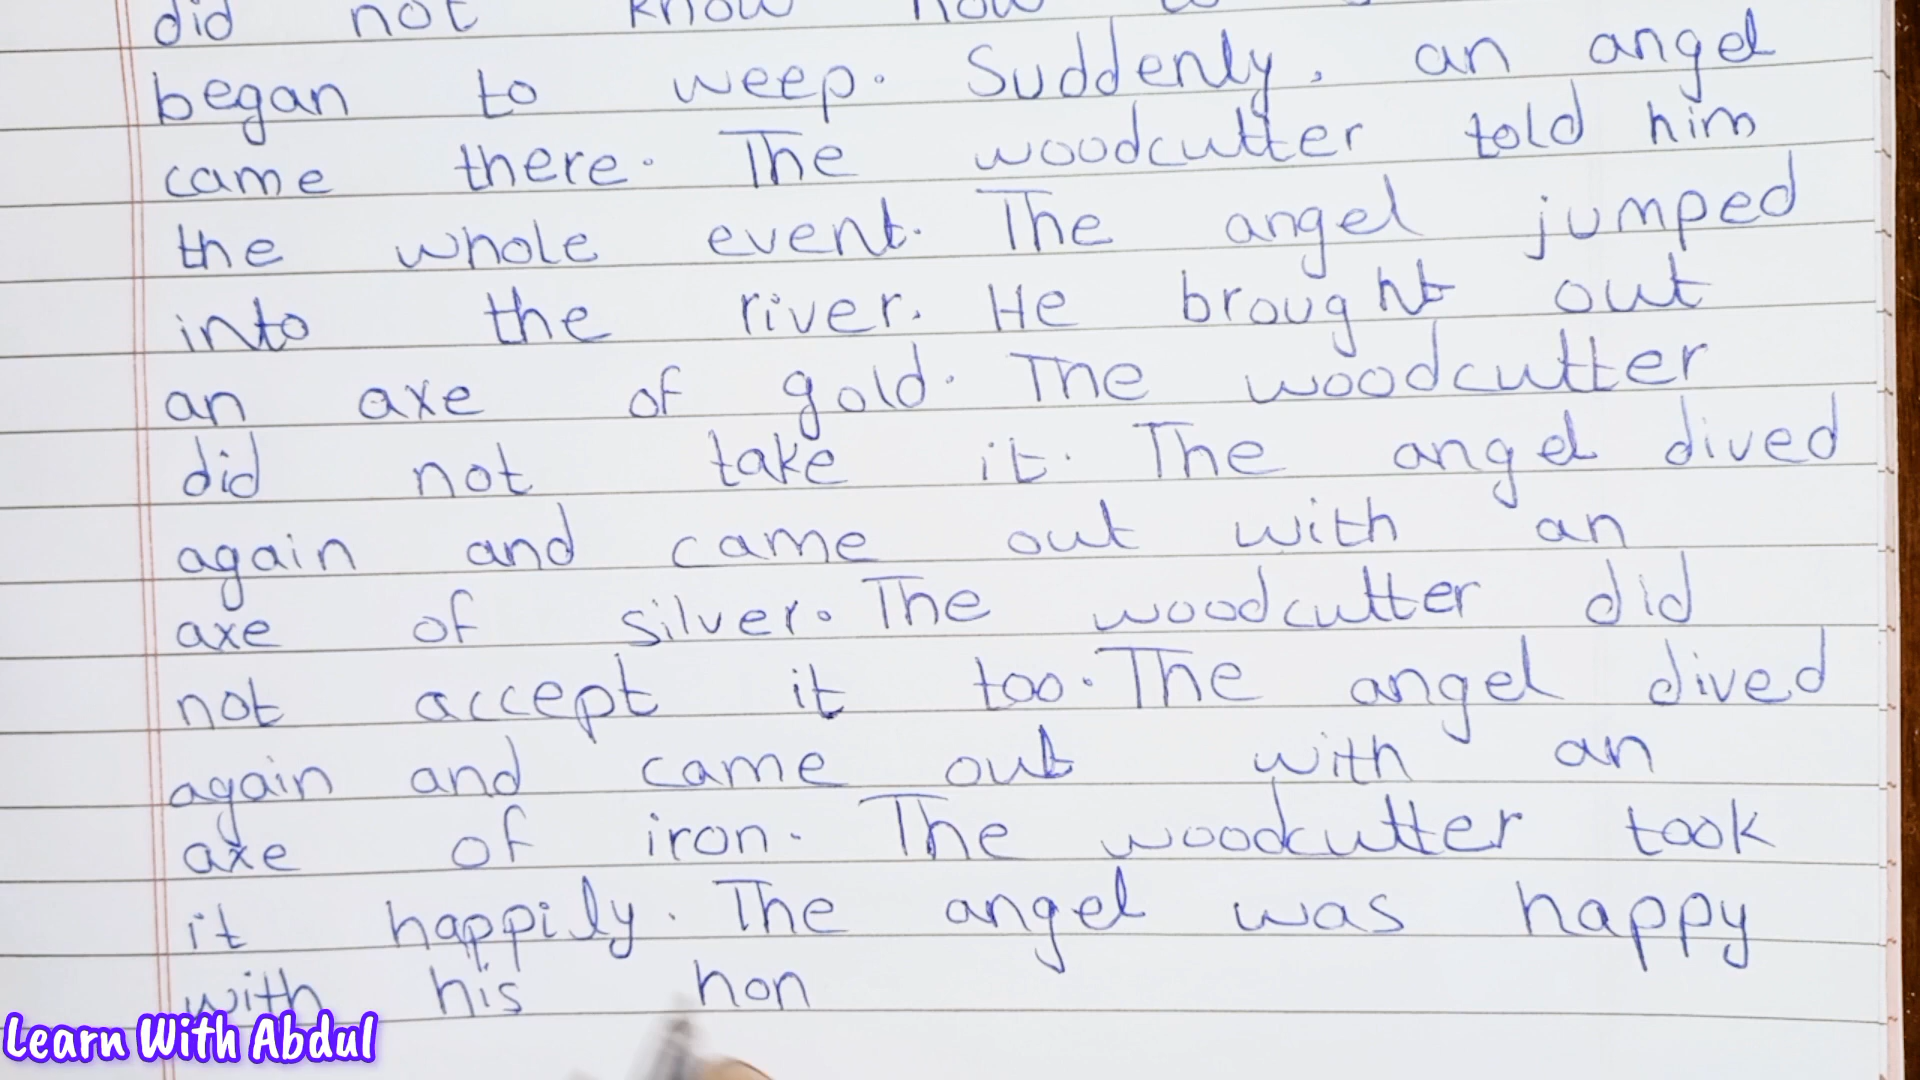 did not know how to
began to weep. Suddenly, an angel
came there. The woodcutter told him
the whole event. The angel jumped
into the river. He brought out
an axe of gold. The woodcutter
did not take it. The angel dived
again and came out with an
axe of silver. The woodcutter did
not accept it too. The angel dived
again and came out with an
axe of iron. The woodcutter took
it happily. The angel was happy
with his hon
Learn With Abdul